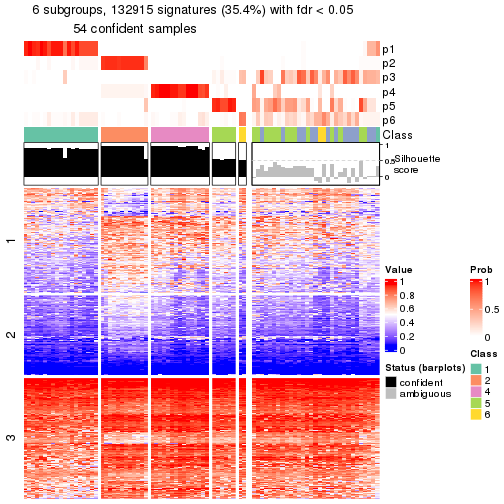 6 subgroups, 132915 signatures (35.4%) with fdr < 0.05
54 confident samples
p1
p2
p3
p4
p5
p6
Class
1
0.5
0
Silhouette
score
1
2
3
Value
1
0.8
0.6
0.4
0.2
0
Prob
1
0.5
0
Status (barplots)
confident
ambiguous
Class
1
2
4
5
6